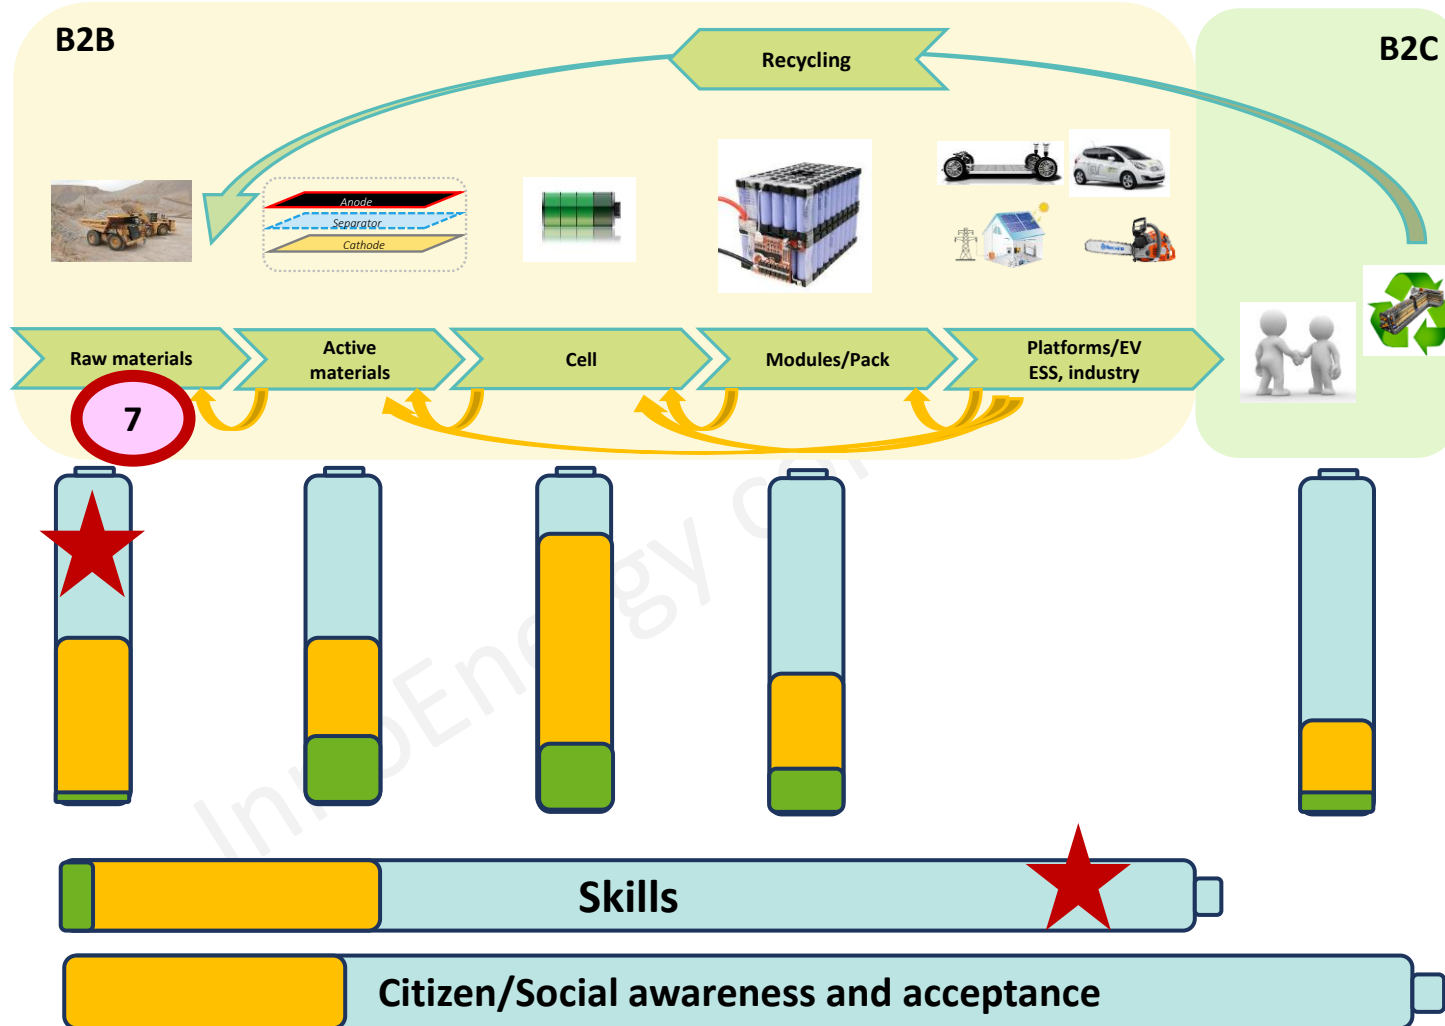 B2B
B2C
Recycling
Anode
Separator
Cathode
Raw materials
Active
materials
Cell
Modules/Pack
Platforms/EV
ESS, industry
7
InnoEnergy
Skills
Citizen/Social awareness and acceptance